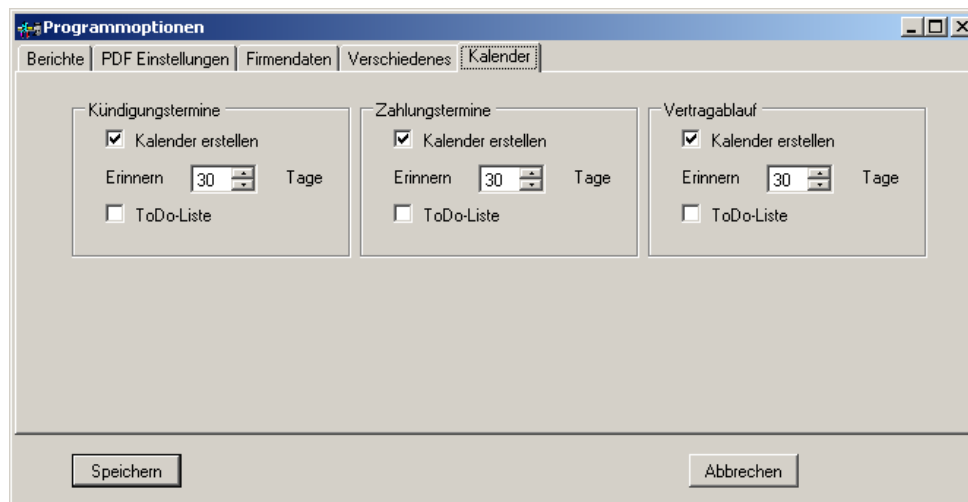 Programmoptionen
Berichte PDF Einstellungen Firmendaten Verschiedenes Kalender
Kündigungstermine Zahlungstermine Vertragablauf
Kalender erstellen Kalender erstellen Kalender erstellen
Erinnern 30 Tage Erinnern 30 Tage Erinnern 30 Tage
ToDo-Liste ToDo-Liste ToDo-Liste
Speichern Abbrechen